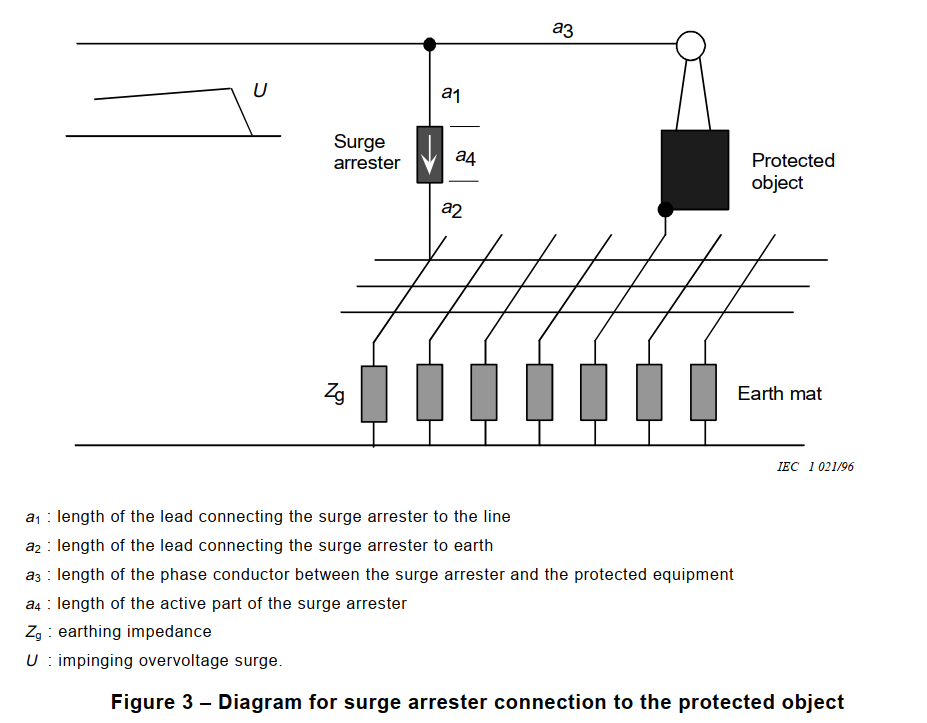 a3
U
a1
Surge
arrester
a4
Protected
object
a2
Zg
Earth mat
IEC 1 021/96
a1 : length of the lead connecting the surge arrester to the line
a2 : length of the lead connecting the surge arrester to earth
a3 : length of the phase conductor between the surge arrester and the protected equipment
a4 : length of the active part of the surge arrester
Zg : earthing impedance
U : impinging overvoltage surge.
Figure 3 – Diagram for surge arrester connection to the protected object